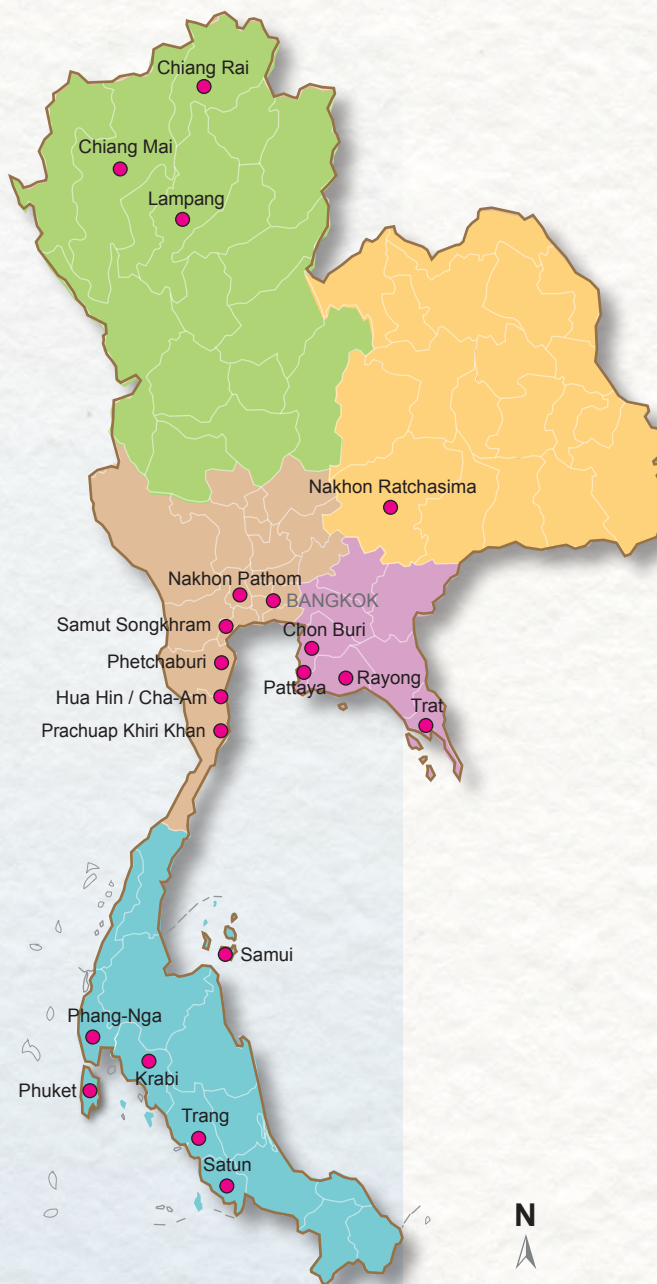 Chiang Rai
Chiang Mai
Lampang
Nakhon Ratchasima
Nakhon Pathom
BANGKOK
Samut Songkhram
Chon Buri
Phetchaburi
Pattaya
Rayong
Hua Hin / Cha-Am
Trat
Prachuap Khiri Khan
Samui
Phang-Nga
Krabi
Phuket
Trang
Satun
N